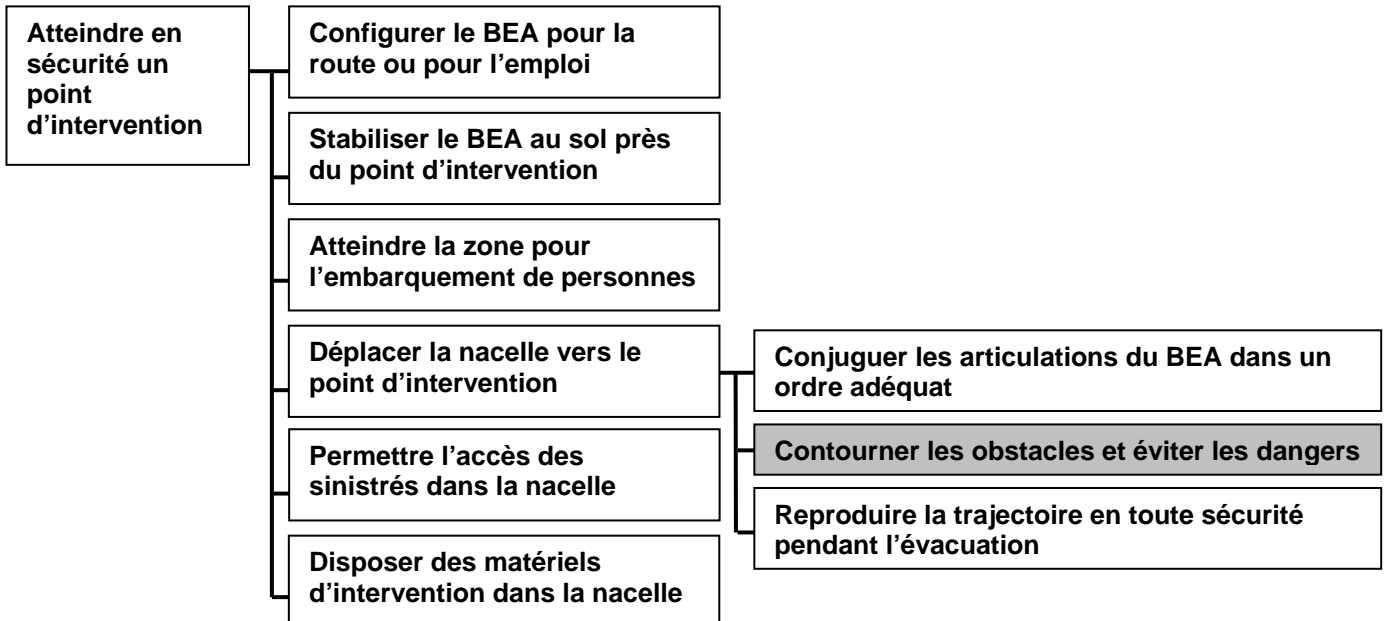 Atteindre en
sécurité un
point
d'intervention
Configurer le BEA pour la
route ou pour l'emploi
Stabiliser le BEA au sol près
du point d'intervention
Atteindre la zone pour
l'embarquement de personnes
Déplacer la nacelle vers le
point d'intervention
Permettre l'accès des
sinistrés dans la nacelle
Disposer des matériels
d'intervention dans la nacelle
Conjuguer les articulations du BEA dans un
ordre adéquat
Contourner les obstacles et éviter les dangers
Reproduire la trajectoire en toute sécurité
pendant l'évacuation